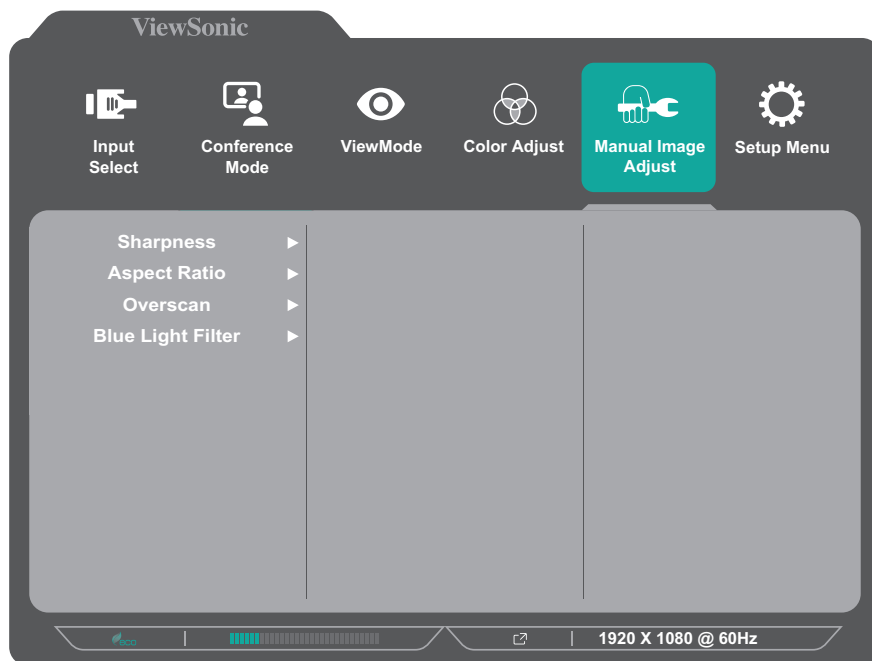 ViewSonic
Input
Select
Conference
Mode
ViewMode
Color Adjust
Manual Image
Adjust
Setup Menu
Sharpness
Aspect Ratio
Overscan
Blue Light Filter
eco
1920 X 1080 @ 60Hz